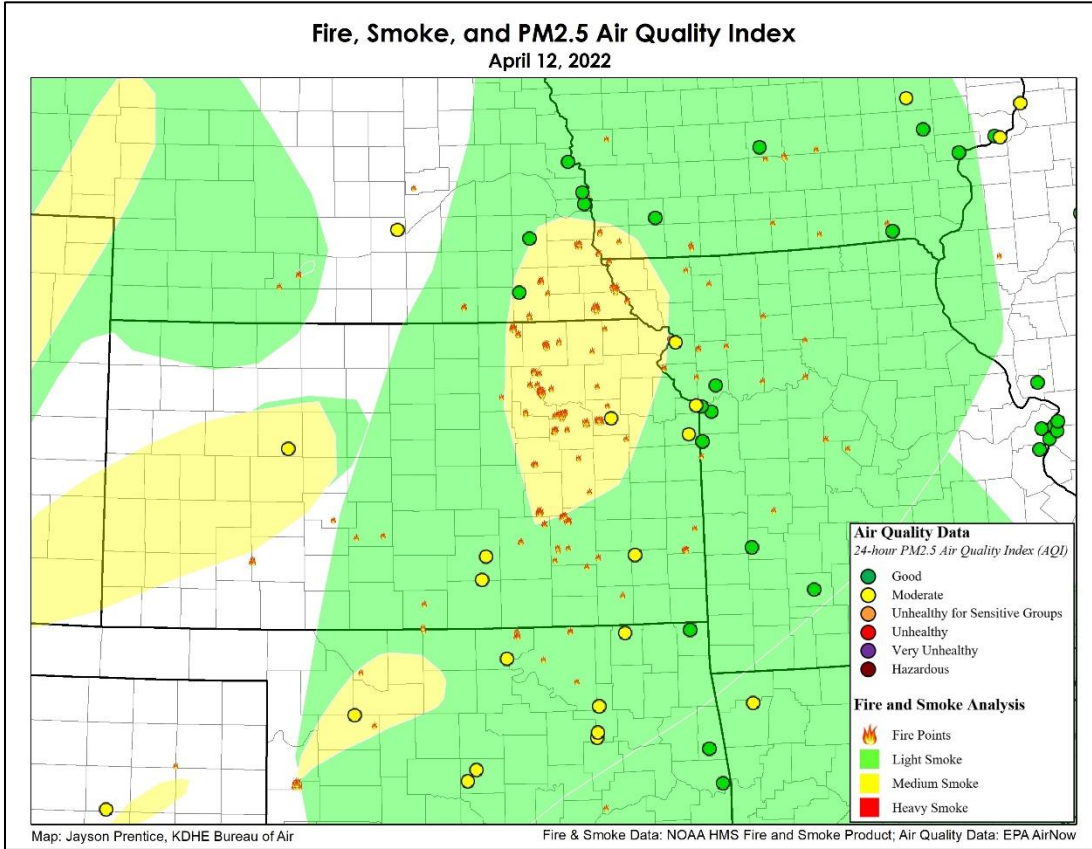 Fire, Smoke, and PM2.5 Air Quality Index
April 12, 2022
Air Quality Data
24-hour PM2.5 Air Quality Index (AQI)
Good
Moderate
Unhealthy for Sensitive Groups
Unhealthy
Very Unhealthy
Hazardous
Fire and Smoke Analysis
Fire Points
Light Smoke
Medium Smoke
Heavy Smoke
Map: Jayson Prentice, KDHE Bureau of Air
Fire & Smoke Data: NOAA HMS Fire and Smoke Product; Air Quality Data: EPA AirNow